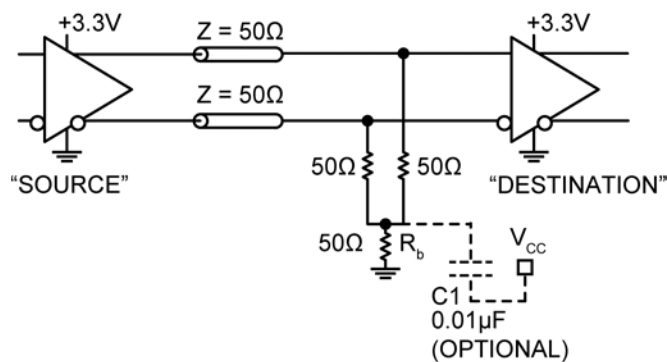 +3.3V
+3.3V
Z = 50Ω
Z = 50Ω
50Ω
50Ω
“SOURCE”
“DESTINATION”
50Ω
R_b
V_CC
C1
0.01µF
(OPTIONAL)